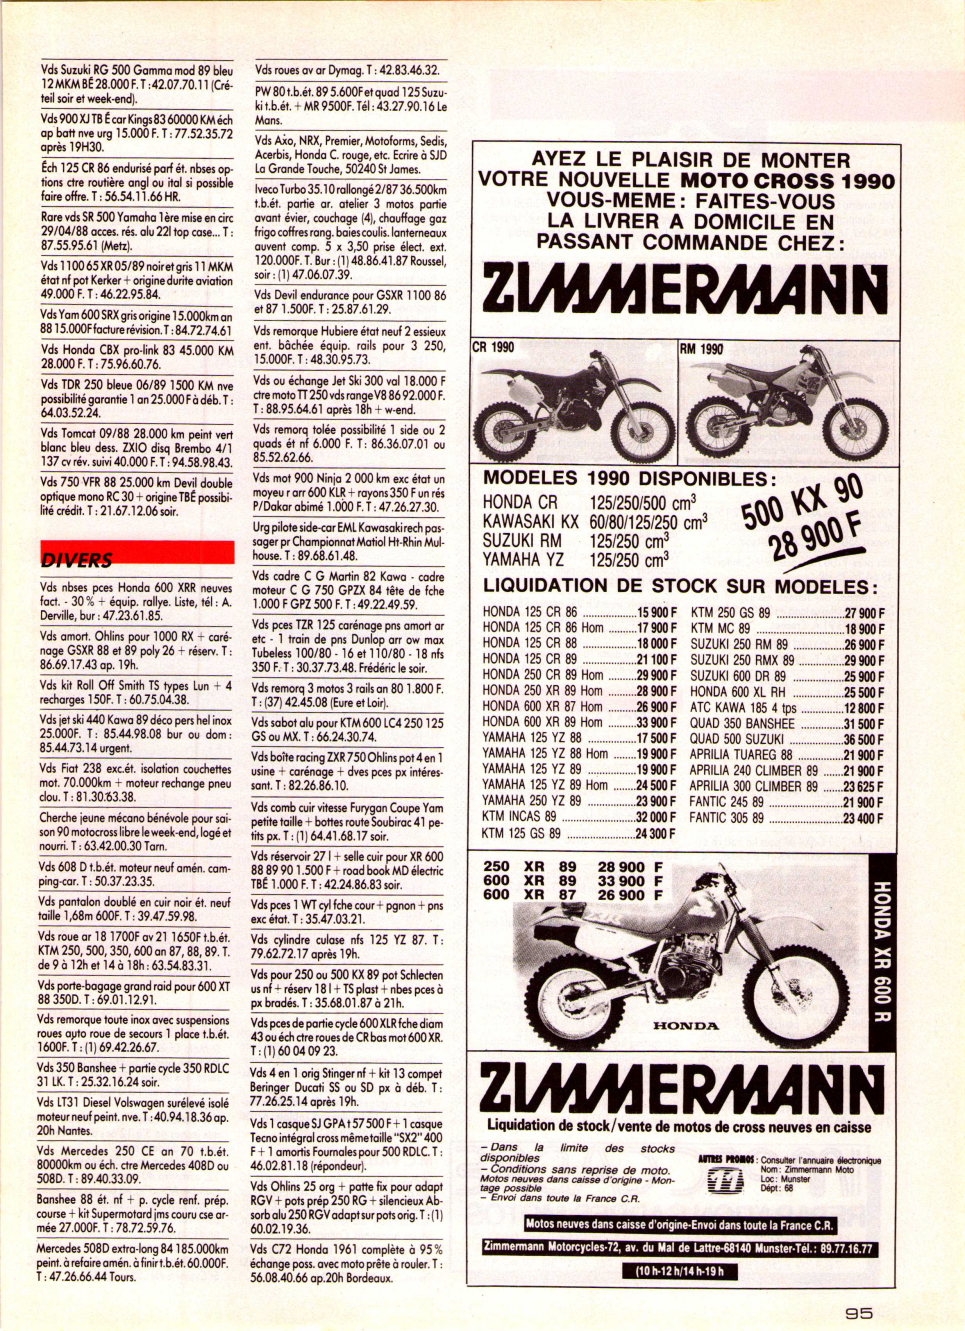 Vds Suzuki RG 500 Gamma mod 89 bleu
12 MKM BÉ 28.000 F. T : 42.07.70.11 (Cré-
teil soir et week-end).
Vds 900 XJ TB É car Kings 83 60000 KM éch
ap batt nve urg 15.000 F. T : 77.52.35.72
après 19H30.
Éch 125 CR 86 endurisé parf ét. nbses op-
tions ctre routière angl ou ital si possible
faire offre. T : 56.54.11.66 HR.
Rare vds SR 500 Yamaha 1ère mise en circ
29/04/88 acces. rés. alu 22l top case... T :
87.55.95.61 (Metz).
Vds 1100 65 XR 05/89 noir et gris 11 MKM
état nf pot Kerker + origine durite aviation
49.000 F. T : 46.22.95.84.
Vds Yam 600 SRX gris origine 15.000km an
88 15.000F facture révision. T : 84.72.74.61
Vds Honda CBX pro-link 83 45.000 KM
28.000 F. T : 75.96.60.76.
Vds TDR 250 bleue 06/89 1500 KM nve
possibilité garantie 1 an 25.000 F à déb. T :
64.03.52.24.
Vds Tomcat 09/88 28.000 km peint vert
blanc bleu dess. ZXIO disq Brembo 4/1
137 cv rév. suivi 40.000 F. T : 94.58.98.43.
Vds 750 VFR 88 25.000 km Devil double
optique mono RC 30 + origine TBÉ possibi-
lité crédit. T : 21.67.12.06 soir.
DIVERS
Vds nbses pces Honda 600 XRR neuves
fact. - 30 % + équip. rallye. Liste, tél : A.
Derville, bur : 47.23.61.85.
Vds amort. Ohlins pour 1000 RX + caré-
nage GSXR 88 et 89 poly 26 + réserv. T :
86.69.17.43 ap. 19h.
Vds kit Roll Off Smith TS types Lun + 4
recharges 150F. T : 60.75.04.38.
Vds jet ski 440 Kawa 89 déco pers hel inox
25.000F. T : 85.44.98.08 bur ou dom :
85.44.73.14 urgent.
Vds Fiat 238 exc.ét. isolation couchettes
mot. 70.000km + moteur rechange pneu
clou. T : 81.30.63.38.
Cherche jeune mécano bénévole pour sai-
son 90 motocross libre le week-end, logé et
nourri. T : 63.42.00.30 Tarn.
Vds 608 D t.b.ét. moteur neuf amén. cam-
ping-car. T : 50.37.23.35.
Vds pantalon doublé en cuir noir ét. neuf
taille 1,68m 600F. T : 39.47.59.98.
Vds roue ar 18 1700F av 21 1650F t.b.ét.
KTM 250, 500, 350, 600 an 87, 88, 89. T.
de 9 à 12h et 14 à 18h : 63.54.83.31.
Vds porte-bagage grand raid pour 600 XT
88 350D. T : 69.01.12.91.
Vds remorque toute inox avec suspensions
roues auto roue de secours 1 place t.b.ét.
1600F. T : (1) 69.42.26.67.
Vds 350 Banshee + partie cycle 350 RDLC
31 LK. T : 25.32.16.24 soir.
Vds LT31 Diesel Volswagen surélevé isolé
moteur neuf peint. nve. T : 40.94.18.36 ap.
20h Nantes.
Vds Mercedes 250 CE an 70 t.b.ét.
80000km ou éch. ctre Mercedes 408D ou
508D. T : 89.40.33.09.
Banshee 88 ét. nf + p. cycle renf. prép.
course + kit Supermotard jms couru cse ar-
mée 27.000F. T : 78.72.59.76.
Mercedes 508D extra-long 84 185.000km
peint. à refaire amén. à finir t.b.ét. 60.000F.
T : 47.26.66.44 Tours.
Vds roues av ar Dymag. T : 42.83.46.32.
PW 80 t.b.ét. 89 5.600F et quad 125 Suzu-
ki t.b.ét. + MR 9500F. Tél : 43.27.90.16 Le
Mans.
Vds Axo, NRX, Premier, Motoforms, Sedis,
Acerbis, Honda C. rouge, etc. Ecrire à SJD
La Grande Touche, 50240 St James.
Iveco Turbo 35.10 rallongé 2/87 36.500km
t.b.ét. partie ar. atelier 3 motos partie
avant évier, couchage (4), chauffage gaz
frigo coffres rang. baies coulis. lanterneaux
auvent comp. 5 x 3,50 prise élect. ext.
120.000F. T. Bur : (1) 48.86.41.87 Roussel,
soir : (1) 47.06.07.39.
Vds Devil endurance pour GSXR 1100 86
et 87 1.500F. T : 25.87.61.29.
Vds remorque Hubiere état neuf 2 essieux
ent. bâchée équip. rails pour 3 250,
15.000F. T : 48.30.95.73.
Vds ou échange Jet Ski 300 val 18.000 F
ctre moto TT 250 vds range V8 86 92.000 F.
T : 88.95.64.61 après 18h + w-end.
Vds remorq tolée possibilité 1 side ou 2
quads ét nf 6.000 F. T : 86.36.07.01 ou
85.52.62.66.
Vds mot 900 Ninja 2 000 km exc état un
moyeu r arr 600 KLR + rayons 350 F un rés
P/Dakar abimé 1.000 F. T : 47.26.27.30.
Urg pilote side-car EML Kawasaki rech pas-
sager pr Championnat Matiol Ht-Rhin Mul-
house. T : 89.68.61.48.
Vds cadre C G Martin 82 Kawa - cadre
moteur C G 750 GPZX 84 tête de fche
1.000 F GPZ 500 F. T : 49.22.49.59.
Vds pces TZR 125 carénage pns amort ar
etc - 1 train de pns Dunlop arr ow max
Tubeless 100/80 - 16 et 110/80 - 18 nfs
350 F. T : 30.37.73.48. Frédéric le soir.
Vds remorq 3 motos 3 rails an 80 1.800 F.
T : (37) 42.45.08 (Eure et Loir).
Vds sabot alu pour KTM 600 LC4 250 125
GS ou MX. T : 66.24.30.74.
Vds boîte racing ZXR 750 Ohlins pot 4 en 1
usine + carénage + dves pces px intéres-
sant. T : 82.26.86.10.
Vds comb cuir vitesse Furygan Coupe Yam
petite taille + bottes route Soubirac 41 pe-
tits px. T : (1) 64.41.68.17 soir.
Vds réservoir 27 l + selle cuir pour XR 600
88 89 90 1.500 F + road book MD électric
TBÉ 1.000 F. T : 42.24.86.83 soir.
Vds pces 1 WT cyl fche cour + pgnon + pns
exc état. T : 35.47.03.21.
Vds cylindre culase nfs 125 YZ 87. T :
79.62.72.17 après 19h.
Vds pour 250 ou 500 KX 89 pot Schlecten
us nf + réserv 18 l + TS plast + nbes pces à
px bradés. T : 35.68.01.87 à 21h.
Vds pces de partie cycle 600 XLR fche diam
43 ou éch ctre roues de CR bas mot 600 XR.
T : (1) 60 04 09 23.
Vds 4 en 1 orig Stinger nf + kit 13 compet
Beringer Ducati SS ou SD px à déb. T :
77.26.25.14 après 19h.
Vds 1 casque SJ GPA t 57 500 F + 1 casque
Tecno intégral cross même taille "SX2" 400
F + 1 amortis Fournales pour 500 RDLC. T :
46.02.81.18 (répondeur).
Vds Ohlins 25 org + patte fix pour adapt
RGV + pots prép 250 RG + silencieux Ab-
sorb alu 250 RGV adapt sur pots orig. T : (1)
60.02.19.36.
Vds C72 Honda 1961 complète à 95 %
échange poss. avec moto prête à rouler. T :
56.08.40.66 ap.20h Bordeaux.
AYEZ LE PLAISIR DE MONTER
VOTRE NOUVELLE MOTO CROSS 1990
VOUS-MEME : FAITES-VOUS
LA LIVRER A DOMICILE EN
PASSANT COMMANDE CHEZ :
ZIMMERMANN
CR 1990
RM 1990
MODELES 1990 DISPONIBLES :
HONDA CR 125/250/500 cm³
KAWASAKI KX 60/80/125/250 cm³
SUZUKI RM 125/250 cm³
YAMAHA YZ 125/250 cm³
500 KX 90
28 900 F
LIQUIDATION DE STOCK SUR MODELES :
HONDA 125 CR 86 ............15 900 F
HONDA 125 CR 86 Hom ........17 900 F
HONDA 125 CR 88 ............18 000 F
HONDA 125 CR 89 ............21 100 F
HONDA 250 CR 89 Hom .......29 900 F
HONDA 250 XR 89 Hom .......28 900 F
HONDA 600 XR 87 Hom .......26 900 F
HONDA 600 XR 89 Hom .......33 900 F
YAMAHA 125 YZ 88 ............17 500 F
YAMAHA 125 YZ 88 Hom .......19 900 F
YAMAHA 125 YZ 89 ............19 900 F
YAMAHA 125 YZ 89 Hom .......24 500 F
YAMAHA 250 YZ 89 ............23 900 F
KTM INCAS 89 ............32 000 F
KTM 125 GS 89 ............24 300 F
KTM 250 GS 89 ............27 900 F
KTM MC 89 ............18 900 F
SUZUKI 250 RM 89 ............26 900 F
SUZUKI 250 RMX 89 ............29 900 F
SUZUKI 600 DR 89 ............25 900 F
HONDA 600 XL RH ............25 500 F
ATC KAWA 185 4 tps ............12 800 F
QUAD 350 BANSHEE ............31 500 F
QUAD 500 SUZUKI ............36 500 F
APRILIA TUAREG 88 ............21 900 F
APRILIA 240 CLIMBER 89 ......21 900 F
APRILIA 300 CLIMBER 89 ......23 625 F
FANTIC 245 89 ............21 900 F
FANTIC 305 89 ............23 400 F
250 XR 89 28 900 F
600 XR 89 33 900 F
600 XR 87 26 900 F
HONDA XR 600 R
HONDA
ZIMMERMANN
Liquidation de stock/vente de motos de cross neuves en caisse
– Dans la limite des stocks
disponibles
– Conditions sans reprise de moto.
Motos neuves dans caisse d'origine - Mon-
tage possible
– Envoi dans toute la France C.R.
AUTRES PROMOS : Consulter l'annuaire électronique
Nom : Zimmermann Moto
Loc : Munster
Dépt : 68
Motos neuves dans caisse d'origine-Envoi dans toute la France C.R.
Zimmermann Motorcycles-72, av. du Mal de Lattre-68140 Munster-Tel. : 89.77.16.77
(10 h-12 h/14 h-19 h
95